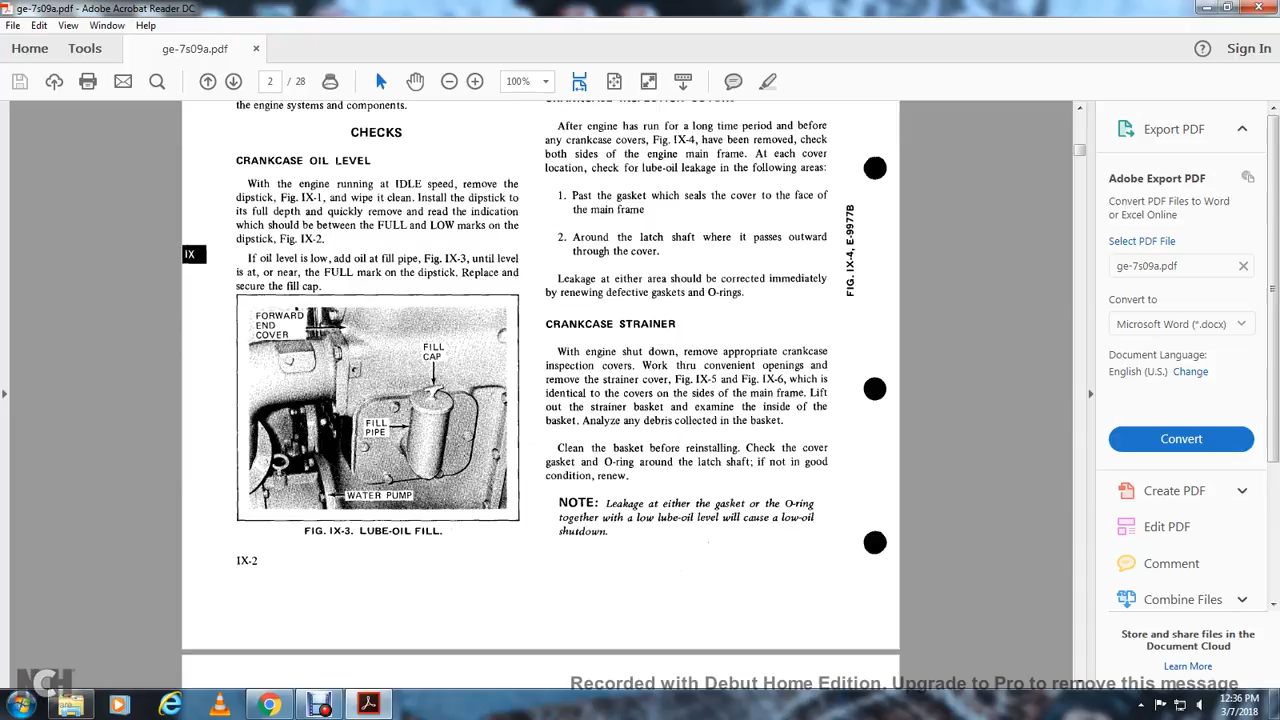 ge-7s09a.pdf - Adobe Acrobat Reader DC
File Edit View Window Help
Home Tools ge-7s09a.pdf × ? Sign In
2 / 28 100%
the engine systems and components.
CHECKS
CRANKCASE OIL LEVEL
With the engine running at IDLE speed, remove the
dipstick, Fig. IX-1, and wipe it clean. Install the dipstick to
its full depth and quickly remove and read the indication
which should be between the FULL and LOW marks on the
dipstick, Fig. IX-2.
IX
If oil level is low, add oil at fill pipe, Fig. IX-3, until level
is at, or near, the FULL mark on the dipstick. Replace and
secure the fill cap.
FORWARD
END
COVER
FILL
CAP
FILL
PIPE
WATER PUMP
FIG. IX-3. LUBE-OIL FILL.
IX-2
CRANKCASE INSPECTION COVERS
After engine has run for a long time period and before
any crankcase covers, Fig. IX-4, have been removed, check
both sides of the engine main frame. At each cover
location, check for lube-oil leakage in the following areas:
1. Past the gasket which seals the cover to the face of
the main frame
2. Around the latch shaft where it passes outward
through the cover.
Leakage at either area should be corrected immediately
by renewing defective gaskets and O-rings.
CRANKCASE STRAINER
With engine shut down, remove appropriate crankcase
inspection covers. Work thru convenient openings and
remove the strainer cover, Fig. IX-5 and Fig. IX-6, which is
identical to the covers on the sides of the main frame. Lift
out the strainer basket and examine the inside of the
basket. Analyze any debris collected in the basket.
Clean the basket before reinstalling. Check the cover
gasket and O-ring around the latch shaft; if not in good
condition, renew.
NOTE: Leakage at either the gasket or the O-ring
together with a low lube-oil level will cause a low-oil
shutdown.
FIG. IX-4, E-9977B
Export PDF
Adobe Export PDF
Convert PDF Files to Word
or Excel Online
Select PDF File
ge-7s09a.pdf
Convert to
Microsoft Word (*.docx)
Document Language:
English (U.S.) Change
Convert
Create PDF
Edit PDF
Comment
Combine Files
Store and share files in the
Document Cloud
Learn More
NCH
Recorded with Debut Home Edition. Upgrade to Pro to remove this message
12:36 PM
3/7/2018